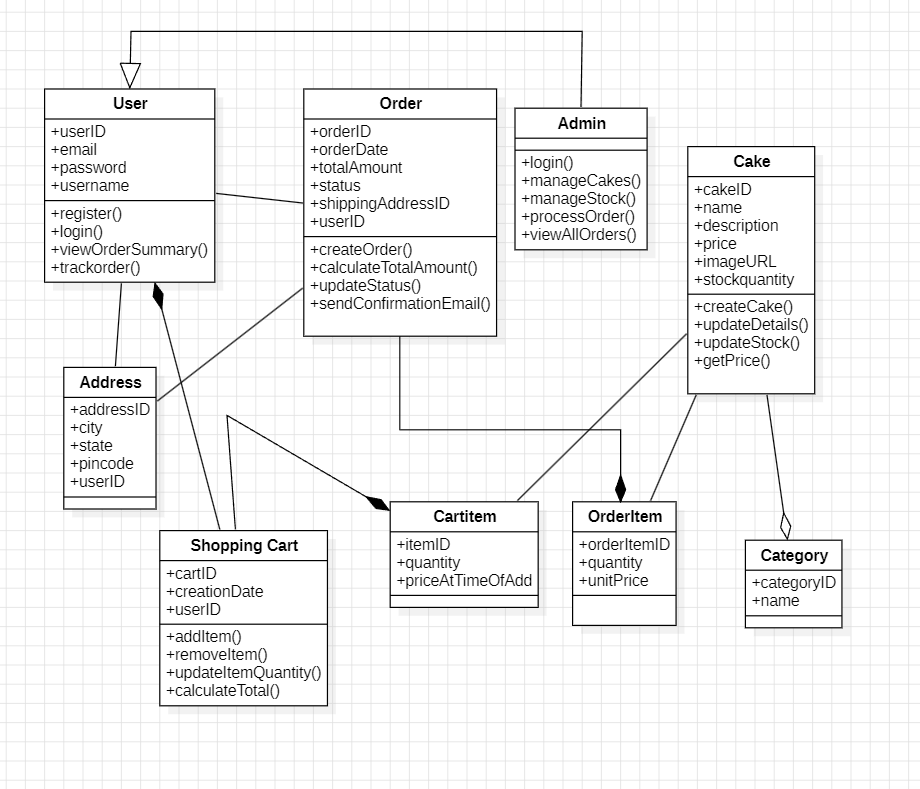 User
+userID
+email
+password
+username
+register()
+login()
+viewOrderSummary()
+trackorder()
Order
+orderID
+orderDate
+totalAmount
+status
+shippingAddressID
+userID
+createOrder()
+calculateTotalAmount()
+updateStatus()
+sendConfirmationEmail()
Admin
+login()
+manageCakes()
+manageStock()
+processOrder()
+viewAllOrders()
Cake
+cakeID
+name
+description
+price
+imageURL
+stockquantity
+createCake()
+updateDetails()
+updateStock()
+getPrice()
Address
+addressID
+city
+state
+pincode
+userID
Shopping Cart
+cartID
+creationDate
+userID
+addItem()
+removeItem()
+updateItemQuantity()
+calculateTotal()
Cartitem
+itemID
+quantity
+priceAtTimeOfAdd
OrderItem
+orderItemID
+quantity
+unitPrice
Category
+categoryID
+name